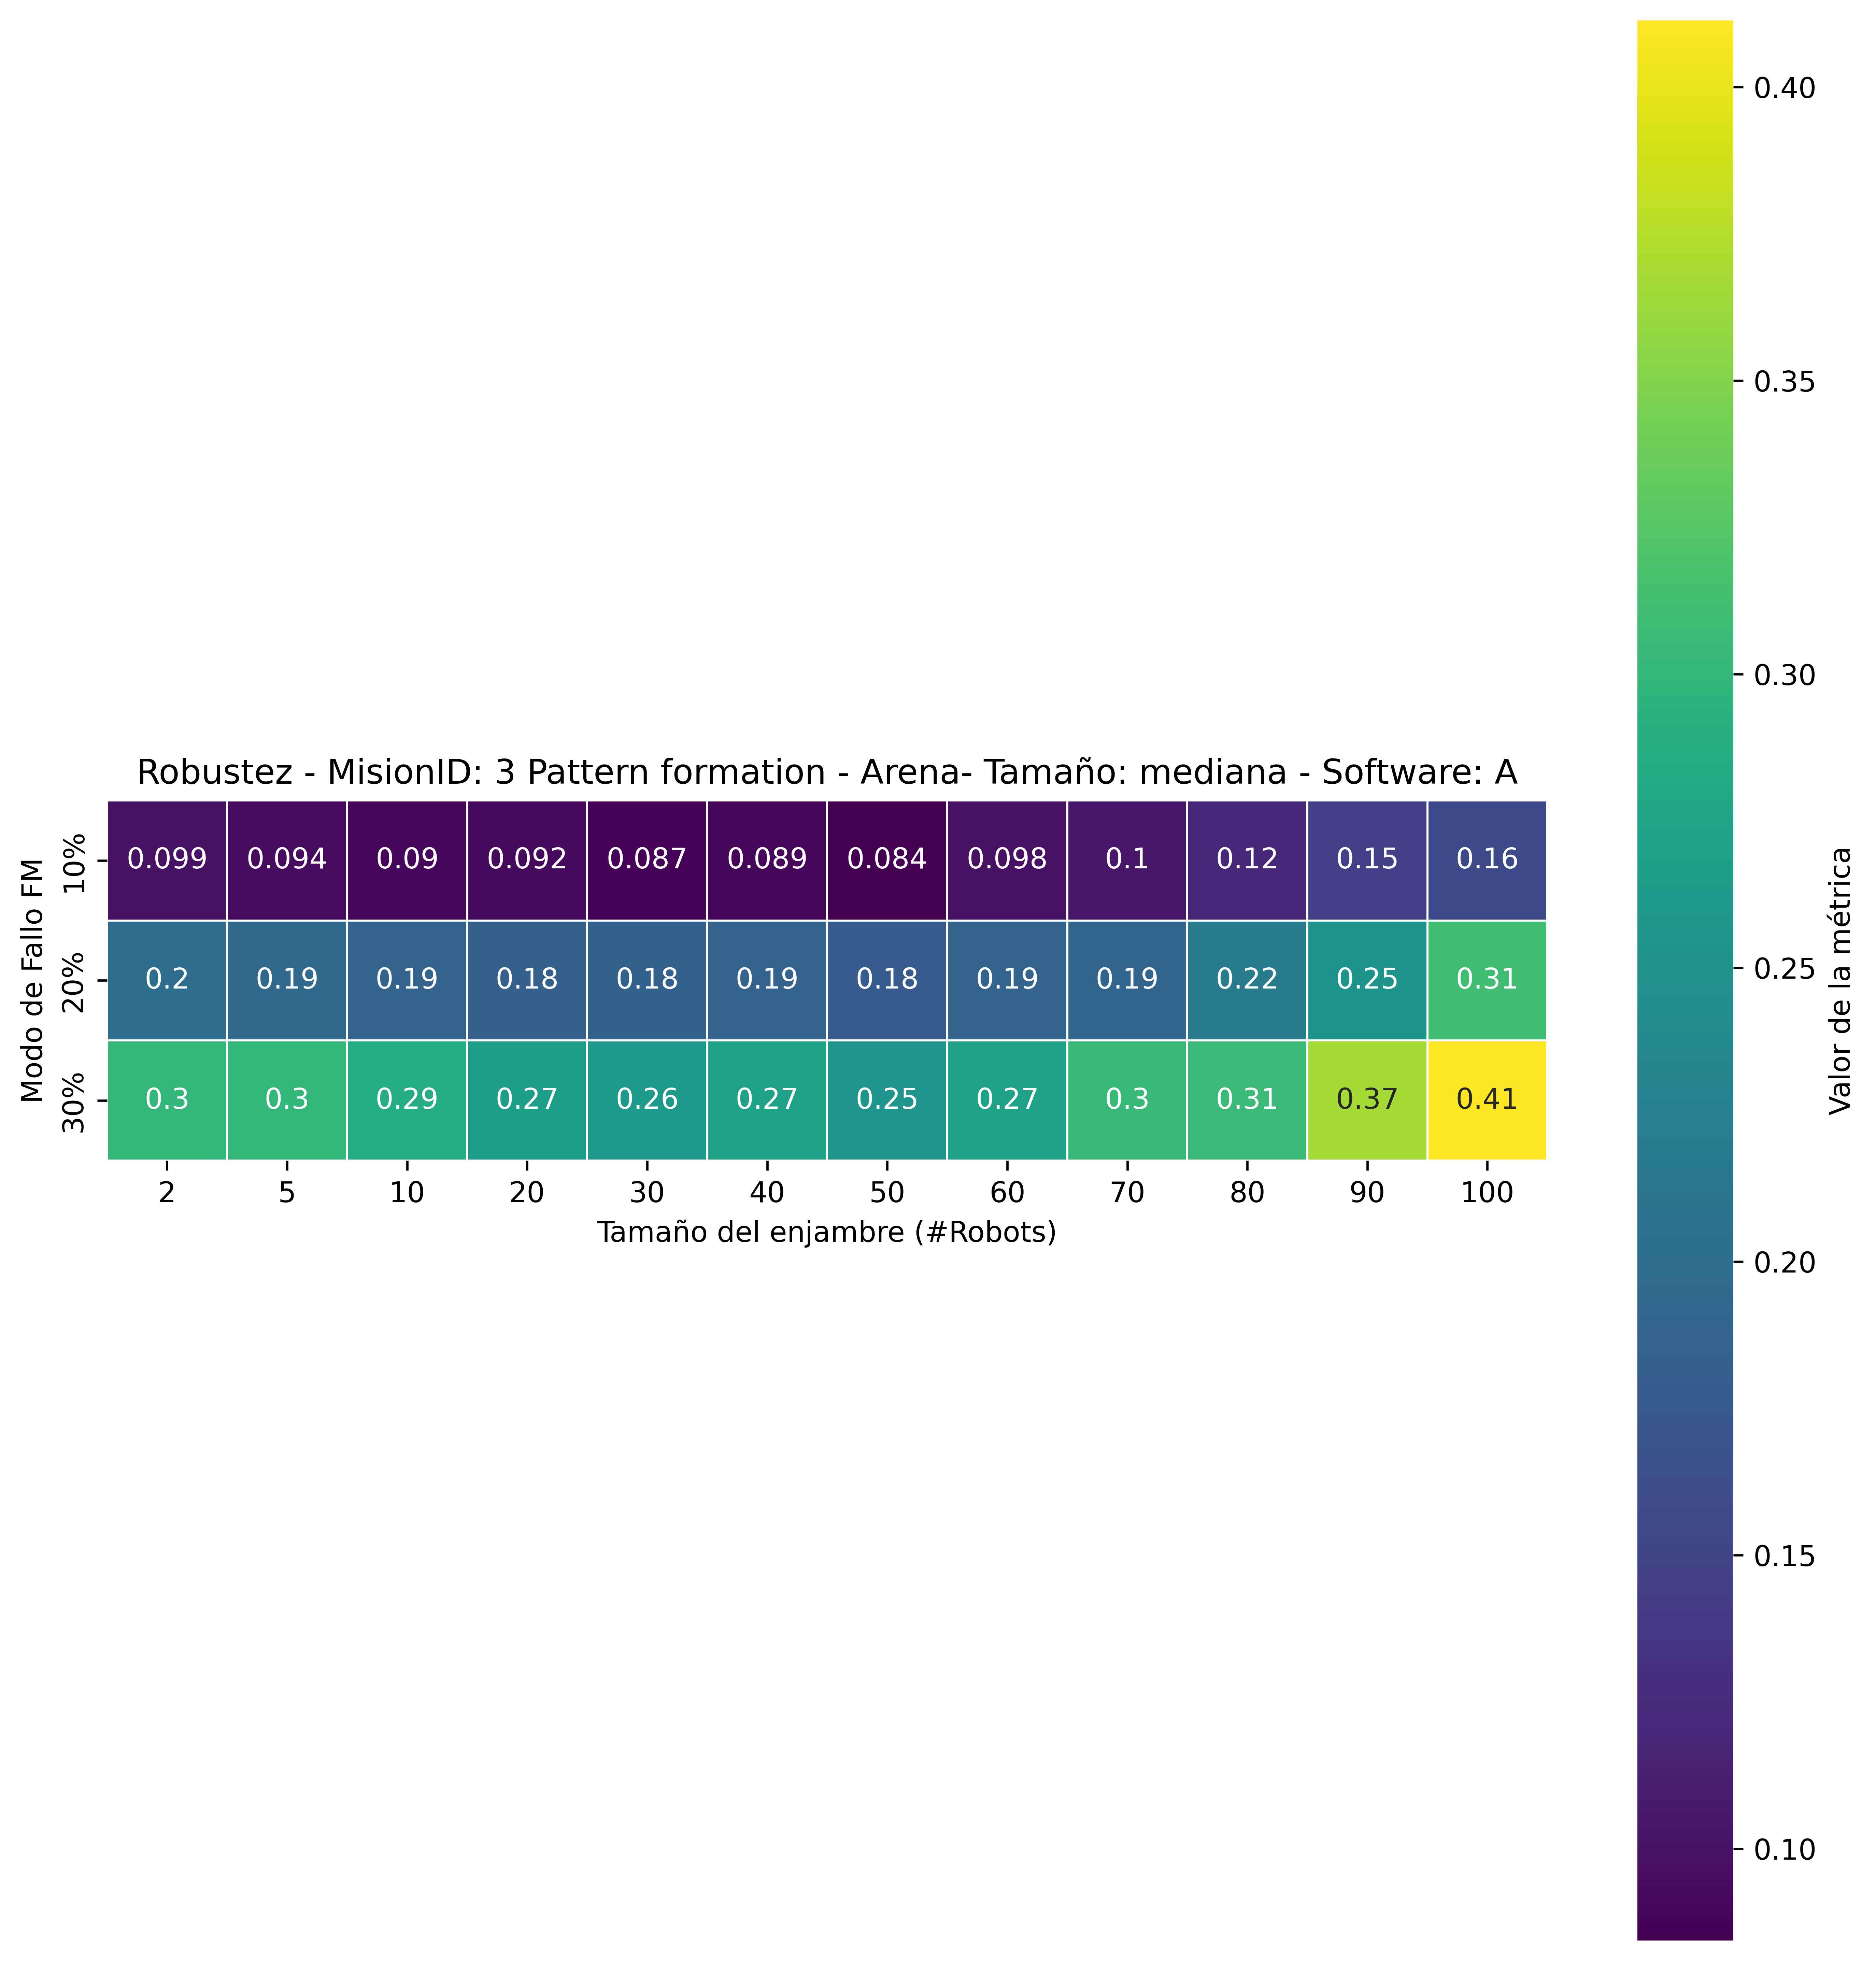 Robustez - MisionID: 3 Pattern formation - Arena- Tamaño: mediana - Software: A
Modo de Fallo FM
10%
0.099 0.094 0.09 0.092 0.087 0.089 0.084 0.098 0.1 0.12 0.15 0.16
20%
0.2 0.19 0.19 0.18 0.18 0.19 0.18 0.19 0.19 0.22 0.25 0.31
30%
0.3 0.3 0.29 0.27 0.26 0.27 0.25 0.27 0.3 0.31 0.37 0.41
2 5 10 20 30 40 50 60 70 80 90 100
Tamaño del enjambre (#Robots)
0.40
0.35
0.30
0.25
0.20
0.15
0.10
Valor de la métrica